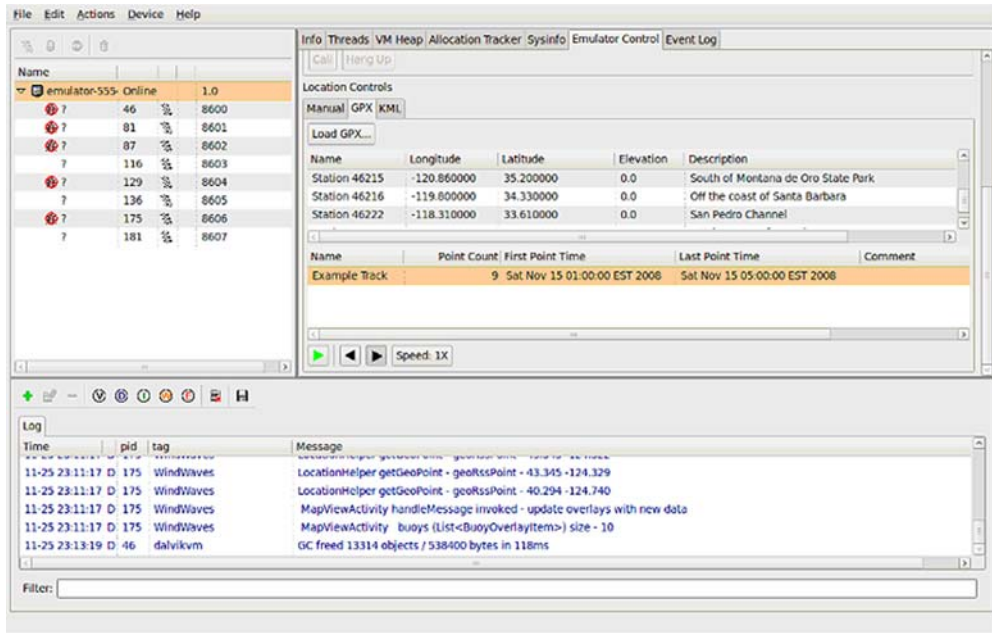 File Edit Actions Device Help
Info Threads VM Heap Allocation Tracker Sysinfo Emulator Control Event Log
Call Hang Up
Name
emulator-555 Online 1.0
? 46 8600
? 81 8601
? 87 8602
? 116 8603
? 129 8604
? 136 8605
? 175 8606
? 181 8607
Location Controls
Manual GPX KML
Load GPX...
Name Longitude Latitude Elevation Description
Station 46215 -120.860000 35.200000 0.0 South of Montana de Oro State Park
Station 46216 -119.800000 34.330000 0.0 Off the coast of Santa Barbara
Station 46222 -118.310000 33.610000 0.0 San Pedro Channel
Name Point Count First Point Time Last Point Time Comment
Example Track 9 Sat Nov 15 01:00:00 EST 2008 Sat Nov 15 05:00:00 EST 2008
Speed: 1X
V D I W E
Log
Time pid tag Message
11-25 23:11:17 D 175 WindWaves LocationHelper getGeoPoint - geoRssPoint - 43.345 -124.329
11-25 23:11:17 D 175 WindWaves LocationHelper getGeoPoint - geoRssPoint - 40.294 -124.740
11-25 23:11:17 D 175 WindWaves MapViewActivity handleMessage invoked - update overlays with new data
11-25 23:11:17 D 175 WindWaves MapViewActivity buoys (List<BuoyOverlayItem>) size - 10
11-25 23:13:19 D 46 dalvikvm GC freed 13314 objects / 538400 bytes in 118ms
Filter: